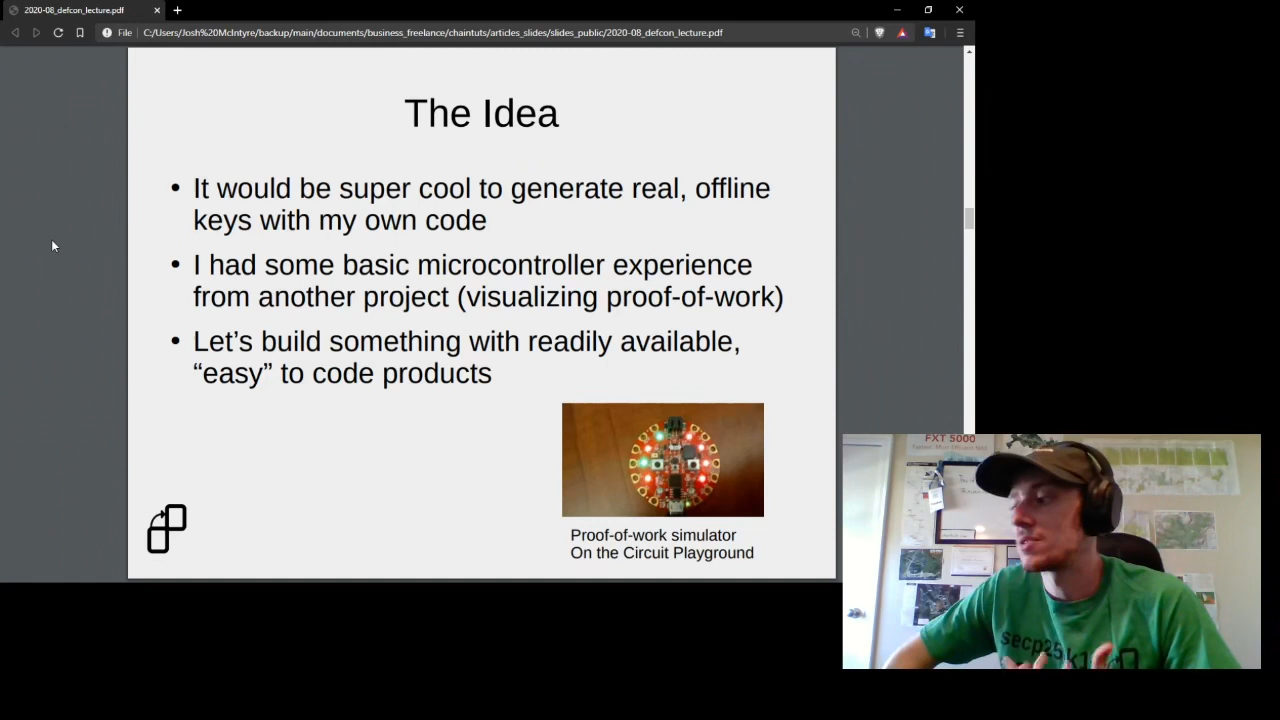 2020-08_defcon_lecture.pdf
File
C:/Users/Josh%20McIntyre/backup/main/documents/business_freelance/chaintuts/articles_slides/slides_public/2020-08_defcon_lecture.pdf
The Idea
• It would be super cool to generate real, offline
keys with my own code
• I had some basic microcontroller experience
from another project (visualizing proof-of-work)
• Let’s build something with readily available,
“easy” to code products
Proof-of-work simulator
On the Circuit Playground
FXT 5000